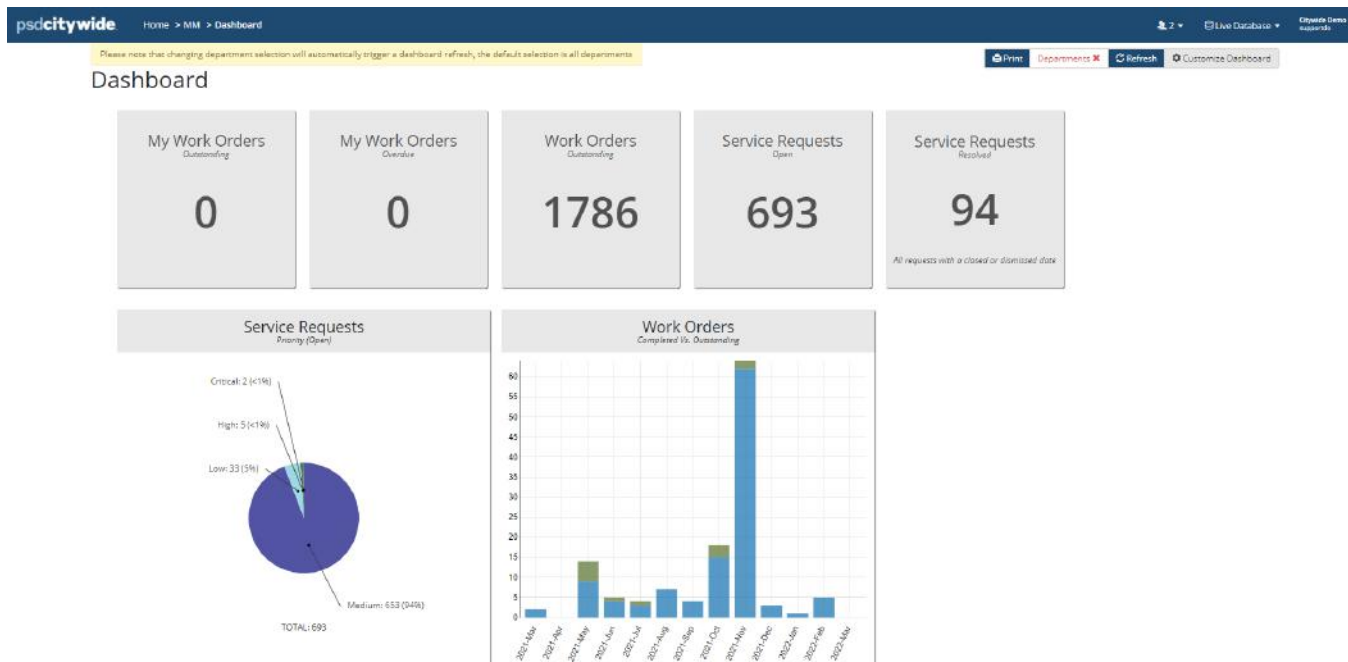 psdcitywide. Home > MM > Dashboard 2 Live Database Citywide Demo
supportdo
Please note that changing department selection will automatically trigger a dashboard refresh, the default selection is all departments
Print Departments Refresh Customize Dashboard
Dashboard
My Work Orders
Outstanding
0
My Work Orders
Overdue
0
Work Orders
Outstanding
1786
Service Requests
Open
693
Service Requests
Resolved
94
All requests with a closed or dismissed date
Service Requests
Priority (Open)
Critical: 2 (<1%)
High: 5 (<1%)
Low: 33 (5%)
Medium: 653 (94%)
TOTAL: 693
Work Orders
Completed Vs. Outstanding
60
55
50
45
40
35
30
25
20
15
10
5
0
2021-Mar
2021-Apr
2021-May
2021-Jun
2021-Jul
2021-Aug
2021-Sep
2021-Oct
2021-Nov
2021-Dec
2022-Jan
2022-Feb
2022-Mar